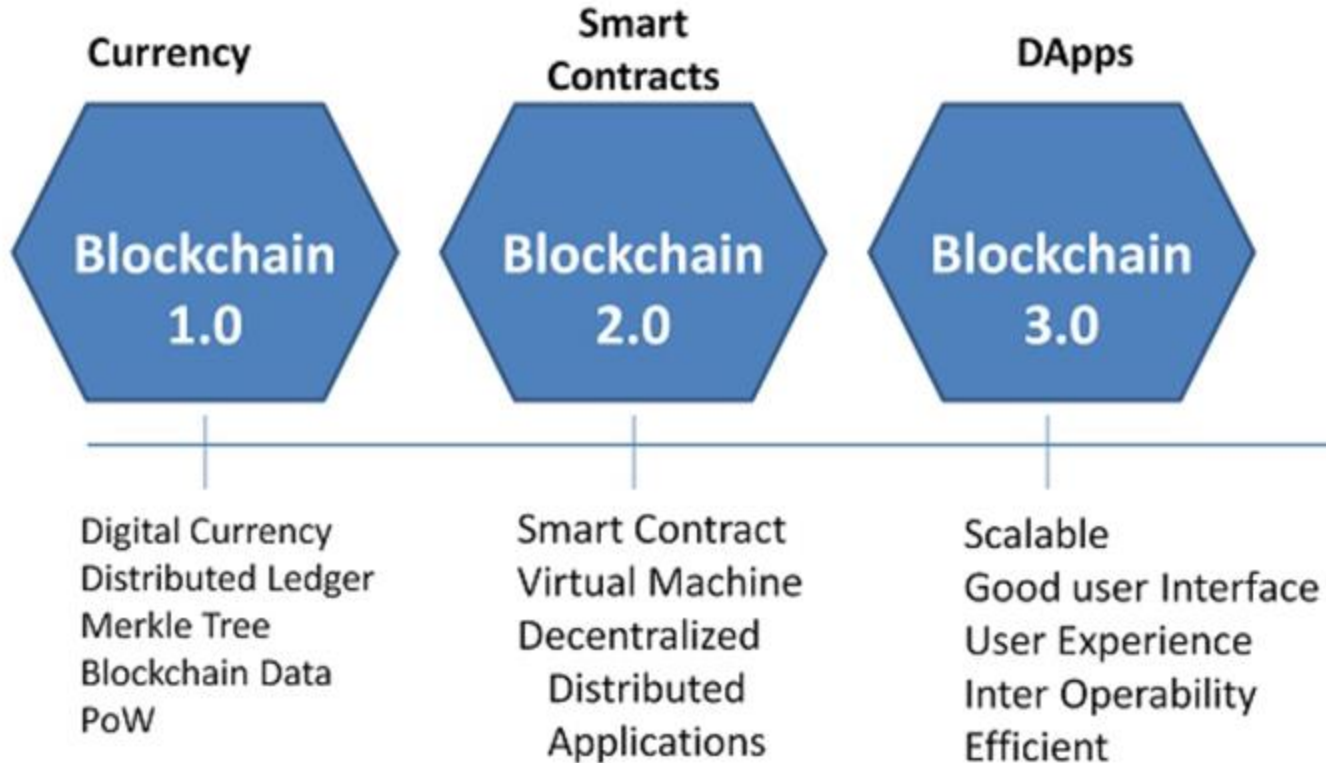 Currency
Blockchain
1.0
Digital Currency
Distributed Ledger
Merkle Tree
Blockchain Data
PoW
Smart
Contracts
Blockchain
2.0
Smart Contract
Virtual Machine
Decentralized
Distributed
Applications
DApps
Blockchain
3.0
Scalable
Good user Interface
User Experience
Inter Operability
Efficient